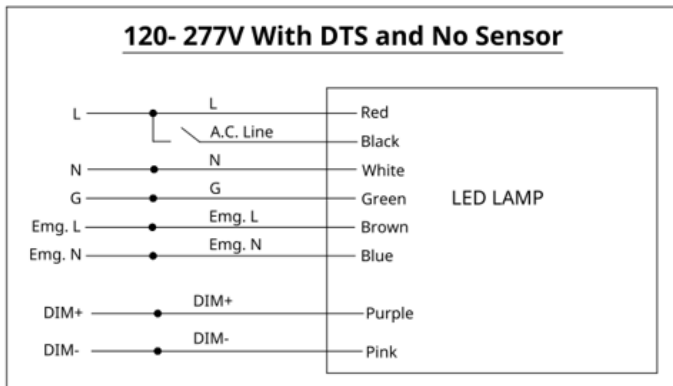 120- 277V With DTS and No Sensor
L L Red
A.C. Line Black
N N White
G G Green LED LAMP
Emg. L Emg. L Brown
Emg. N Emg. N Blue
DIM+ DIM+ Purple
DIM- DIM- Pink